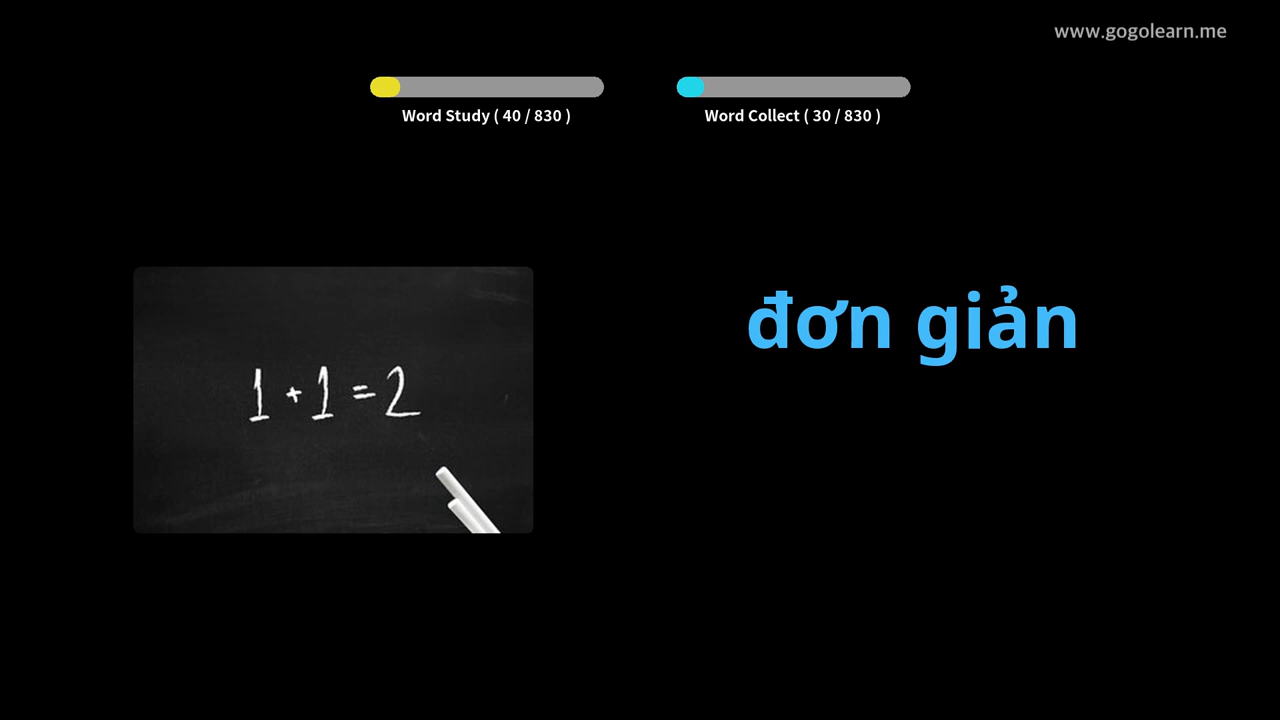 www.gogolearn.me
Word Study ( 40 / 830 )
Word Collect ( 30 / 830 )
đơn giản
1 + 1 = 2